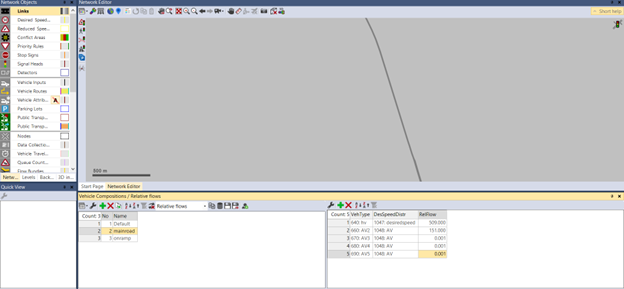 Network Objects
Links
Desired Speed...
Reduced Spee...
Conflict Areas
Priority Rules
Stop Signs
Signal Heads
Detectors
Vehicle Inputs
Vehicle Routes
Vehicle Attrib...
Parking Lots
Public Transp...
Public Transp...
Nodes
Data Collectio...
Vehicle Travel...
Queue Count...
Flow Bundles
Netw... Levels Back... 3D in...
Quick View
Network Editor
Short help
800 m
Start Page Network Editor
Vehicle Compositions / Relative flows
Relative flows
Count: 3 No Name
1 1 Default
2 2 mainroad
3 3 onramp
Count: 5 VehType DesSpeedDistr RelFlow
1 640: hv 1047: desiredspeed 509.000
2 660: AV2 1048: AV 151.000
3 670: AV3 1048: AV 0.001
4 680: AV4 1048: AV 0.001
5 690: AV5 1048: AV 0.001